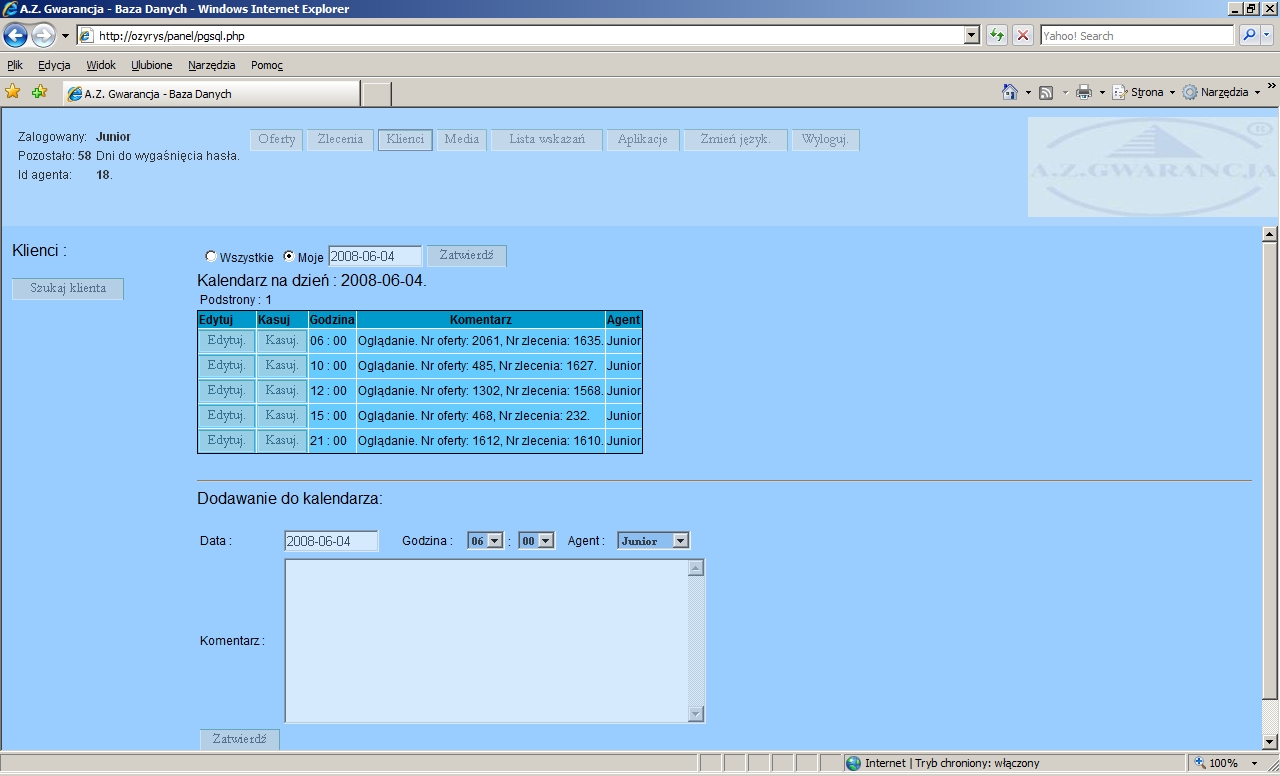 A.Z. Gwarancja - Baza Danych - Windows Internet Explorer
http://ozyrys/panel/pgsql.php
Yahoo! Search
Plik Edycja Widok Ulubione Narzędzia Pomoc
A.Z. Gwarancja - Baza Danych
Strona Narzędzia »
Zalogowany: Junior
Pozostało: 58 Dni do wygaśnięcia hasła.
Id agenta: 18.
Oferty Zlecenia Klienci Media Lista wskazań Aplikacje Zmień język. Wyloguj.
A.Z.GWARANCJA ®
Klienci :
Szukaj klienta
Wszystkie Moje 2008-06-04 Zatwierdź
Kalendarz na dzień : 2008-06-04.
Podstrony : 1
Edytuj Kasuj Godzina Komentarz Agent
Edytuj. Kasuj. 06 : 00 Oglądanie. Nr oferty: 2061, Nr zlecenia: 1635. Junior
Edytuj. Kasuj. 10 : 00 Oglądanie. Nr oferty: 485, Nr zlecenia: 1627. Junior
Edytuj. Kasuj. 12 : 00 Oglądanie. Nr oferty: 1302, Nr zlecenia: 1568. Junior
Edytuj. Kasuj. 15 : 00 Oglądanie. Nr oferty: 468, Nr zlecenia: 232. Junior
Edytuj. Kasuj. 21 : 00 Oglądanie. Nr oferty: 1612, Nr zlecenia: 1610. Junior
Dodawanie do kalendarza:
Data : 2008-06-04 Godzina : 06 : 00 Agent : Junior
Komentarz :
Zatwierdź
Internet | Tryb chroniony: włączony
100%